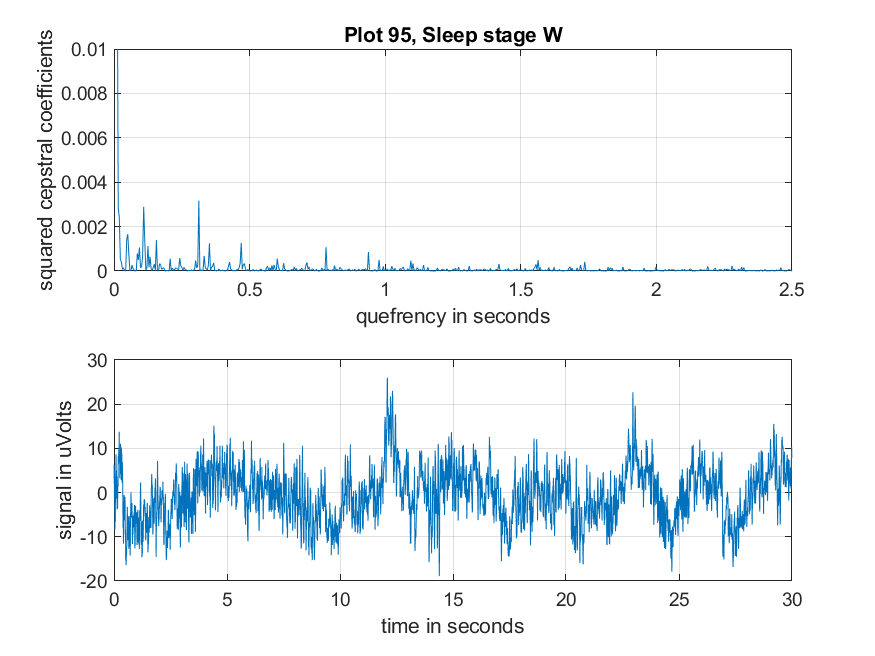 Plot 95, Sleep stage W
squared cepstral coefficients
0.01
0.008
0.006
0.004
0.002
0
0 0.5 1 1.5 2 2.5
quefrency in seconds
signal in uVolts
30
20
10
0
-10
-20
0 5 10 15 20 25 30
time in seconds